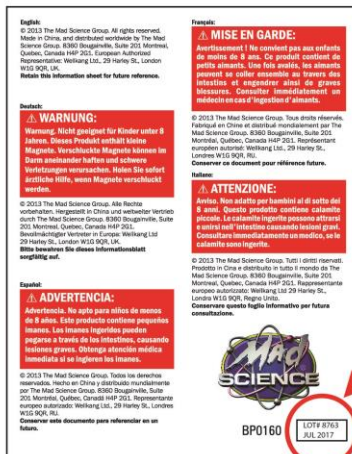 English:
© 2013 The Mad Science Group. All rights reserved.
Made in China, and distributed worldwide by The Mad
Science Group. 8360 Bougainville, Suite 201 Montreal,
Quebec, Canada H4P 2G1. European Authorized
Representative: Wellkang Ltd., 29 Harley St., London
W1G 9QR, UK.
Retain this information sheet for future reference.
Deutsch:
⚠ WARNUNG:
Warnung. Nicht geeignet für Kinder unter 8
Jahren. Dieses Produkt enthält kleine
Magnete. Verschluckte Magnete können im
Darm aneinander haften und schwere
Verletzungen verursachen. Holen Sie sofort
ärztliche Hilfe, wenn Magnete verschluckt
werden.
© 2013 The Mad Science Group. Alle Rechte
vorbehalten. Hergestellt in China und weltweiter Vertrieb
durch The Mad Science Group. 8360 Bougainville, Suite
201 Montréal, Québec, Canada H4P 2G1.
Bevollmächtigter Vertreter in Europa: Wellkang Ltd
29 Harley St., London W1G 9QR, UK.
Bitte bewahren Sie dieses Informationsblatt
sorgfältig auf.
Español:
⚠ ADVERTENCIA:
Advertencia. No apto para niños de menos
de 8 años. Este producto contiene pequeños
imanes. Los imanes ingoridos pueden
pegarse a través de los intestinos, causando
lesiones graves. Obtenga atención médica
inmediata si se ingieren los imanes.
© 2013 The Mad Science Group. Todos los derechos
reservados. Hecho en China y distribuido mundialmente
por The Mad Science Group. 8360 Bougainville, Suite
201 Montréal, Québec, Canadá H4P 2G1. Representante
europeo autorizado: Wellkang Ltd., 29 Harley St., Londres
W1G 9QR, RU.
Conserver este documento para referenciar en un
futuro.
Français:
⚠ MISE EN GARDE:
Avertissement ! Ne convient pas aux enfants
de moins de 8 ans. Ce produit contient de
petits aimants. Une fois avalés, les aimants
peuvent se coller ensemble au travers des
intestins et engendrer ainsi de graves
blessures. Consulter immédiatement un
médecin en cas d'ingestion d'aimants.
© 2013 The Mad Science Group. Tous droits réservés.
Fabriqué en Chine et distribué mondialement par The
Mad Science Group. 8360 Bougainville, Suite 201
Montréal, Québec, Canada H4P 2G1. Représentant
européen autorisé: Wellkang Ltd., 29 Harley St.,
Londres W1G 9QR, RU.
Conserver ce document pour référence future.
Italiano:
⚠ ATTENZIONE:
Avviso. Non adatto per bambini al di sotto dei
8 anni. Questo prodotto contiene calamite
piccole. Le calamite ingerite possono attrarsi
e unirsi nell'intestino causando lesioni gravi.
Consultare immediatamente un medico, se le
calamite sono ingerite.
© 2013 The Mad Science Group. Tutti i diritti riservati.
Prodotto in Cina e distribuito in tutto il mondo da The
Mad Science Group. 8360 Bougainville, Suite 201
Montréal, Québec, Canada H4P 2G1. Rappresentante
europeo autorizzato: Wellkang Ltd., 29 Harley St.,
Londra W1G 9QR, Regno Unito.
Conservare questo foglio informativo per futura
consultazione.
Mad
SCIENCE
BP0160
LOT# 8763
JUL 2017